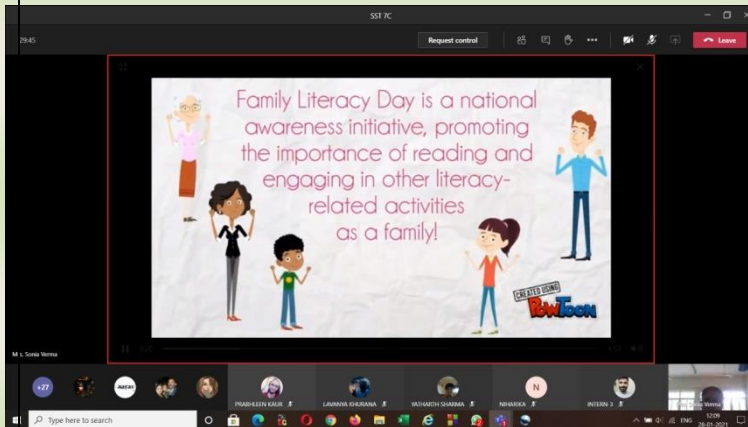 SST 7C
29:45
Request control
Leave
Family Literacy Day is a national
awareness initiative, promoting
the importance of reading and
engaging in other literacy-
related activities
as a family!
CREATED USING
POWTOON
Ms. Sonia Verma
+27
PRABHLEEN KAUR
LAVANYA KHURANA
YATHARTH SHARMA
N
NIHARIKA
INTERN 3
Type here to search
ENG
12:09
28-01-2021